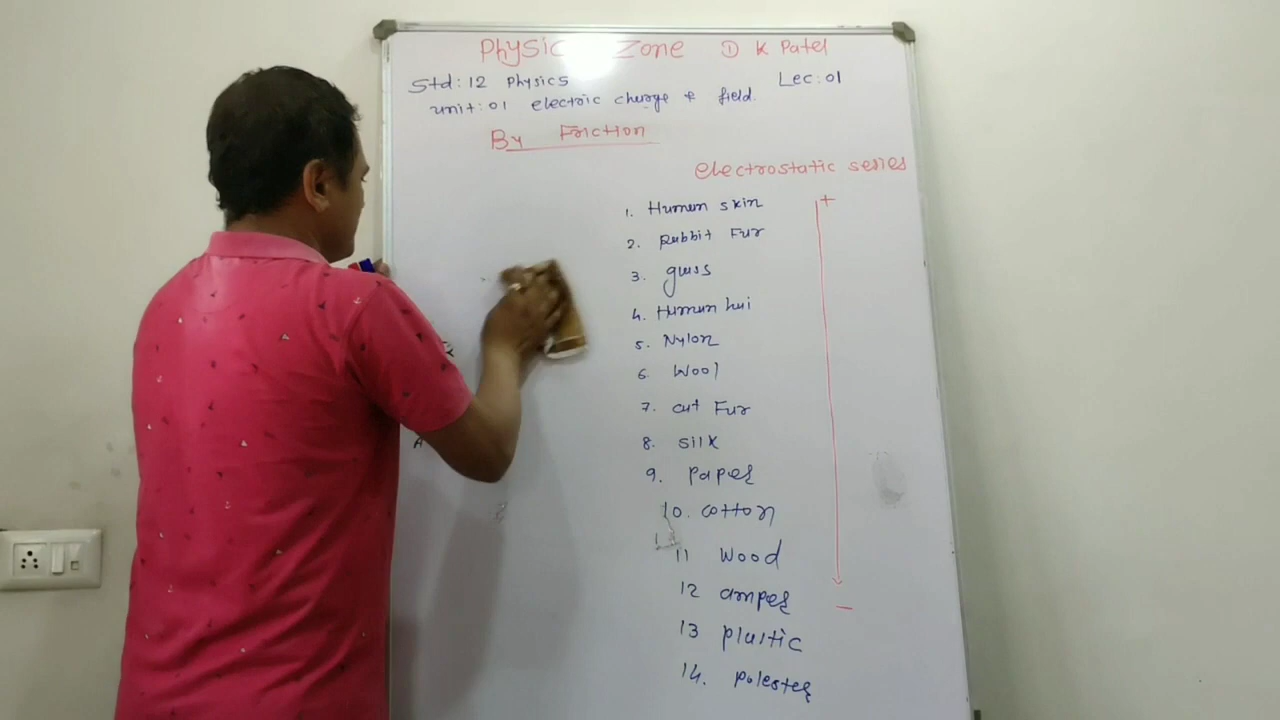 Physic Zone D K Patel
Std: 12 Physics Lec: 01
unit: 01 electric charge & field.
By Friction
electrostatic series
1. Human skin +
2. Rabbit Fur
3. glass
4. Human hai
5. Nylon
6. Wool
7. cat Fur
8. silk
9. Paper
10. cotton
11 Wood
12 amper
13 plastic
14. polester